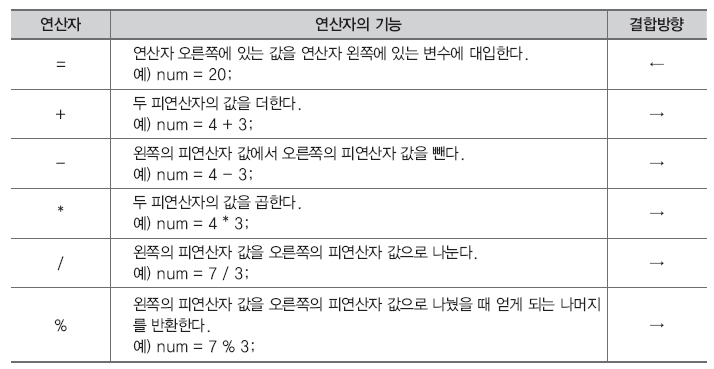 연산자 연산자의 기능 결합방향
= 연산자 오른쪽에 있는 값을 연산자 왼쪽에 있는 변수에 대입한다. ←
예) num = 20;
+ 두 피연산자의 값을 더한다. →
예) num = 4 + 3;
− 왼쪽의 피연산자 값에서 오른쪽의 피연산자 값을 뺀다. →
예) num = 4 − 3;
* 두 피연산자의 값을 곱한다. →
예) num = 4 * 3;
/ 왼쪽의 피연산자 값을 오른쪽의 피연산자 값으로 나눈다. →
예) num = 7 / 3;
% 왼쪽의 피연산자 값을 오른쪽의 피연산자 값으로 나눴을 때 얻게 되는 나머지 →
를 반환한다.
예) num = 7 % 3;